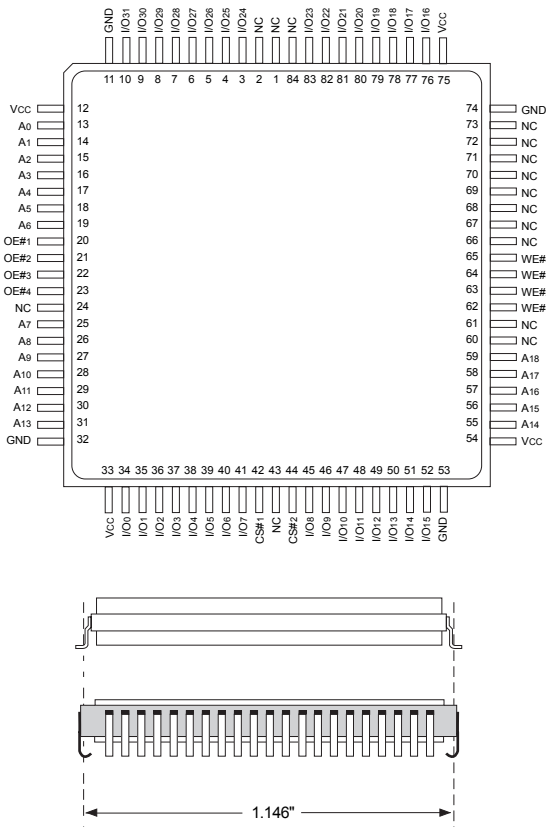 GND I/O31 I/O30 I/O29 I/O28 I/O27 I/O26 I/O25 I/O24 NC NC NC I/O23 I/O22 I/O21 I/O20 I/O19 I/O18 I/O17 I/O16 VCC
11 10 9 8 7 6 5 4 3 2 1 84 83 82 81 80 79 78 77 76 75
VCC 12 74 GND
A0 13 73 NC
A1 14 72 NC
A2 15 71 NC
A3 16 70 NC
A4 17 69 NC
A5 18 68 NC
A6 19 67 NC
OE#1 20 66 NC
OE#2 21 65 WE#
OE#3 22 64 WE#
OE#4 23 63 WE#
NC 24 62 WE#
A7 25 61 NC
A8 26 60 NC
A9 27 59 A18
A10 28 58 A17
A11 29 57 A16
A12 30 56 A15
A13 31 55 A14
GND 32 54 VCC
33 34 35 36 37 38 39 40 41 42 43 44 45 46 47 48 49 50 51 52 53
VCC I/O0 I/O1 I/O2 I/O3 I/O4 I/O5 I/O6 I/O7 CS#1 NC CS#2 I/O8 I/O9 I/O10 I/O11 I/O12 I/O13 I/O14 I/O15 GND
1.146"